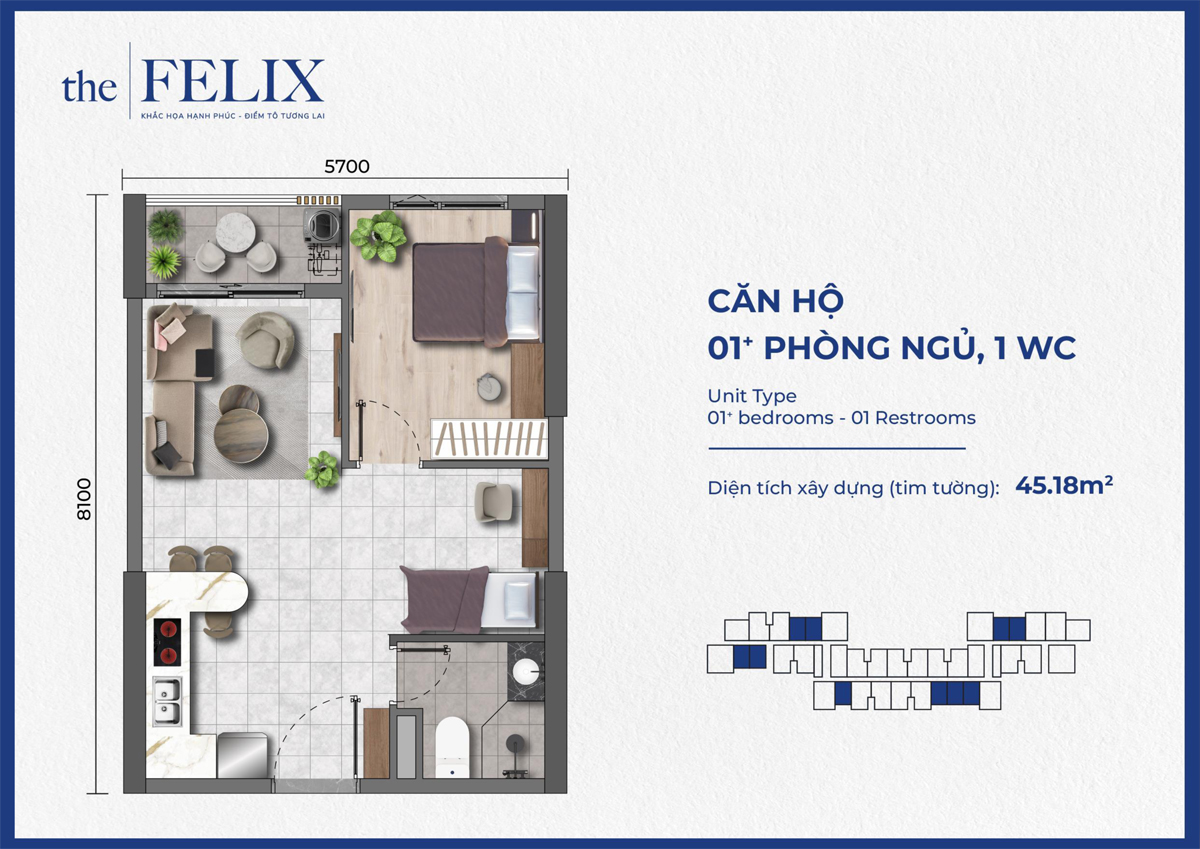 the FELIX
KHẮC HỌA HẠNH PHÚC - ĐIỂM TÔ TƯƠNG LAI
5700
8100
CĂN HỘ
01⁺ PHÒNG NGỦ, 1 WC
Unit Type
01⁺ bedrooms - 01 Restrooms
Diện tích xây dựng (tim tường): 45.18m²